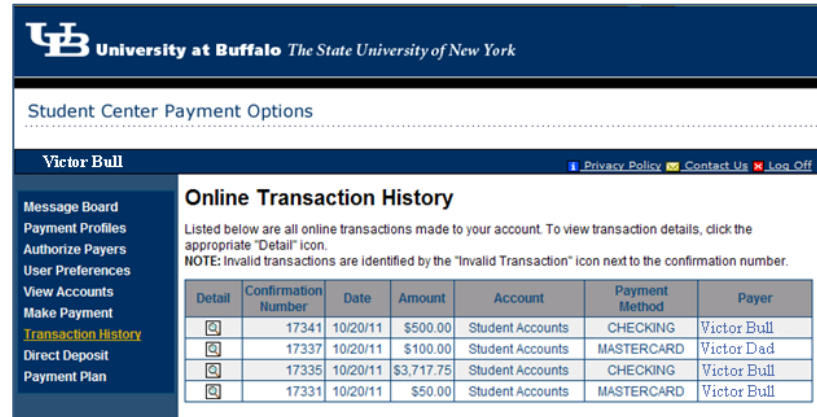 UB University at Buffalo The State University of New York
Student Center Payment Options
Victor Bull
Privacy Policy Contact Us Log Off
Message Board
Payment Profiles
Authorize Payers
User Preferences
View Accounts
Make Payment
Transaction History
Direct Deposit
Payment Plan
Online Transaction History
Listed below are all online transactions made to your account. To view transaction details, click the
appropriate "Detail" icon.
NOTE: Invalid transactions are identified by the "Invalid Transaction" icon next to the confirmation number.
Detail Confirmation Number Date Amount Account Payment Method Payer
17341 10/20/11 $500.00 Student Accounts CHECKING Victor Bull
17337 10/20/11 $100.00 Student Accounts MASTERCARD Victor Dad
17335 10/20/11 $3,717.75 Student Accounts CHECKING Victor Bull
17331 10/20/11 $50.00 Student Accounts MASTERCARD Victor Bull